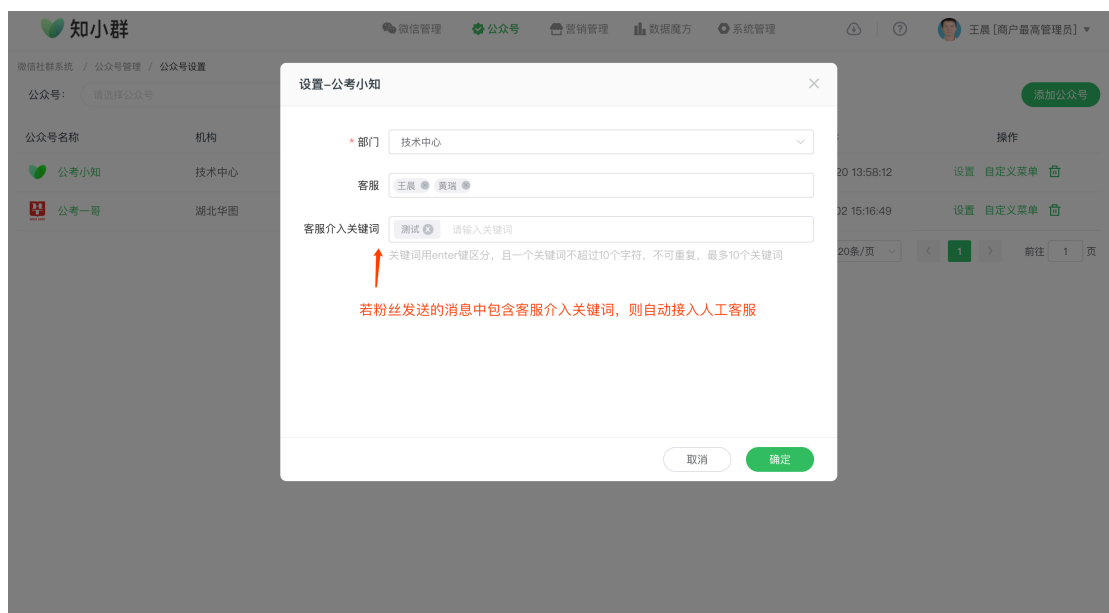 知小群
微信管理 公众号 营销管理 数据魔方 系统管理 王晨 [商户最高管理员]
微信社群系统 / 公众号管理 / 公众号设置
公众号： 请选择公众号
添加公众号
公众号名称 机构 操作
公考小知 技术中心 20 13:58:12 设置 自定义菜单
公考一哥 湖北华图 02 15:16:49 设置 自定义菜单
20条/页 1 前往 1 页
设置-公考小知
* 部门 技术中心
客服 王晨 黄瑞
客服介入关键词 测试 请输入关键词
关键词用enter键区分，且一个关键词不超过10个字符，不可重复，最多10个关键词
若粉丝发送的消息中包含客服介入关键词，则自动接入人工客服
取消 确定